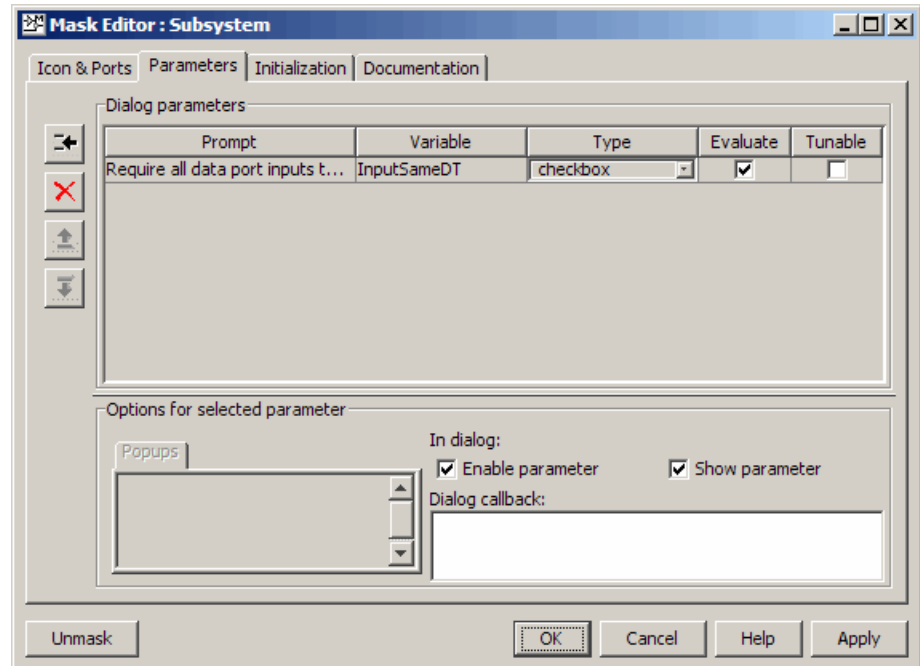 Mask Editor : Subsystem
Icon & Ports Parameters Initialization Documentation
Dialog parameters
Prompt Variable Type Evaluate Tunable
Require all data port inputs t... InputSameDT checkbox
Options for selected parameter
Popups
In dialog:
Enable parameter Show parameter
Dialog callback:
Unmask OK Cancel Help Apply